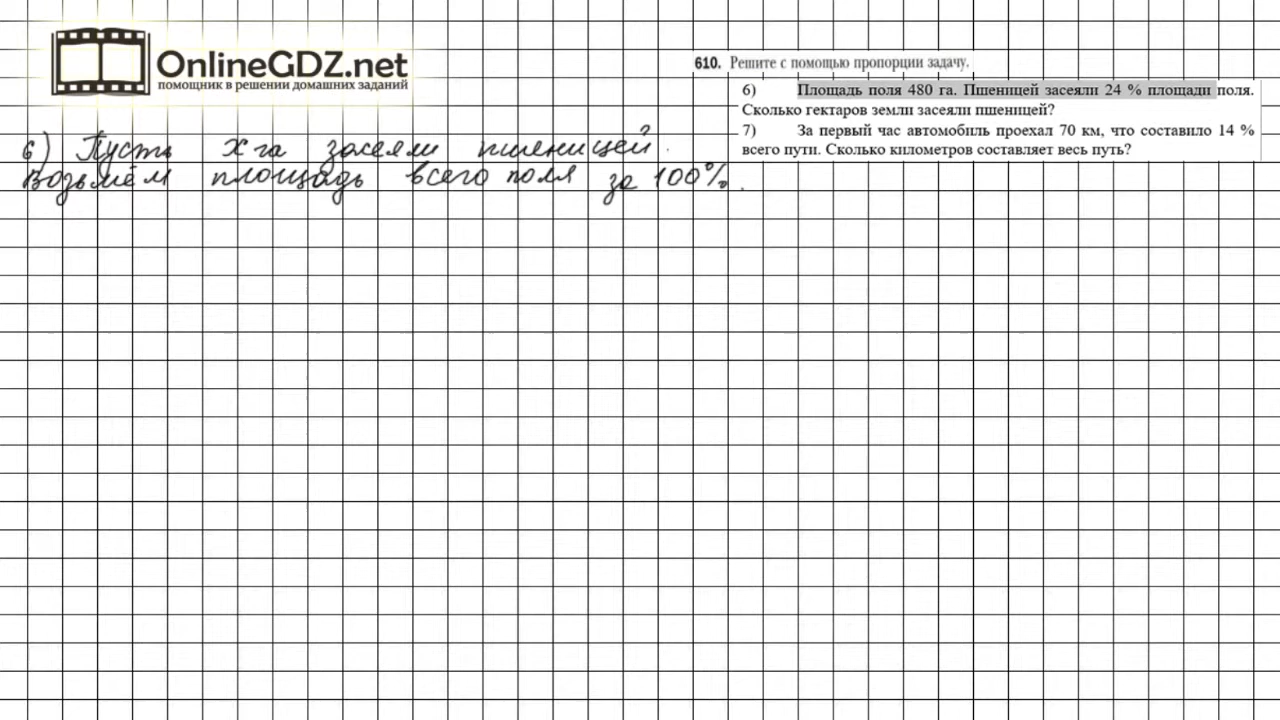 OnlineGDZ.net
помощник в решении домашних заданий
610. Решите с помощью пропорции задачу.
6) Площадь поля 480 га. Пшеницей засеяли 24 % площади поля.
Сколько гектаров земли засеяли пшеницей?
7) За первый час автомобиль проехал 70 км, что составило 14 %
всего пути. Сколько километров составляет весь путь?
6) Пусть х га засеяли пшеницей.
Возьмём площадь всего поля за 100%.